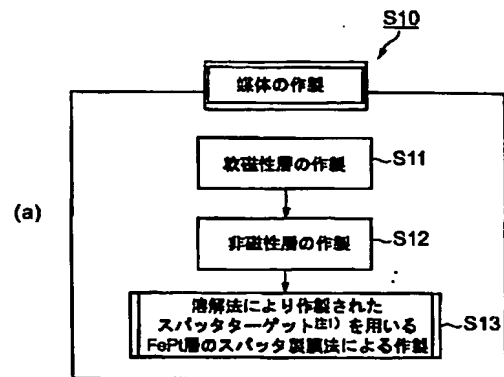 S10
媒体の作製
(a)
軟磁性層の作製
S11
非磁性層の作製
S12
溶解法により作製された
スパッタターゲット注1)を用いる
FePt層のスパッタ製膜法による作製
S13